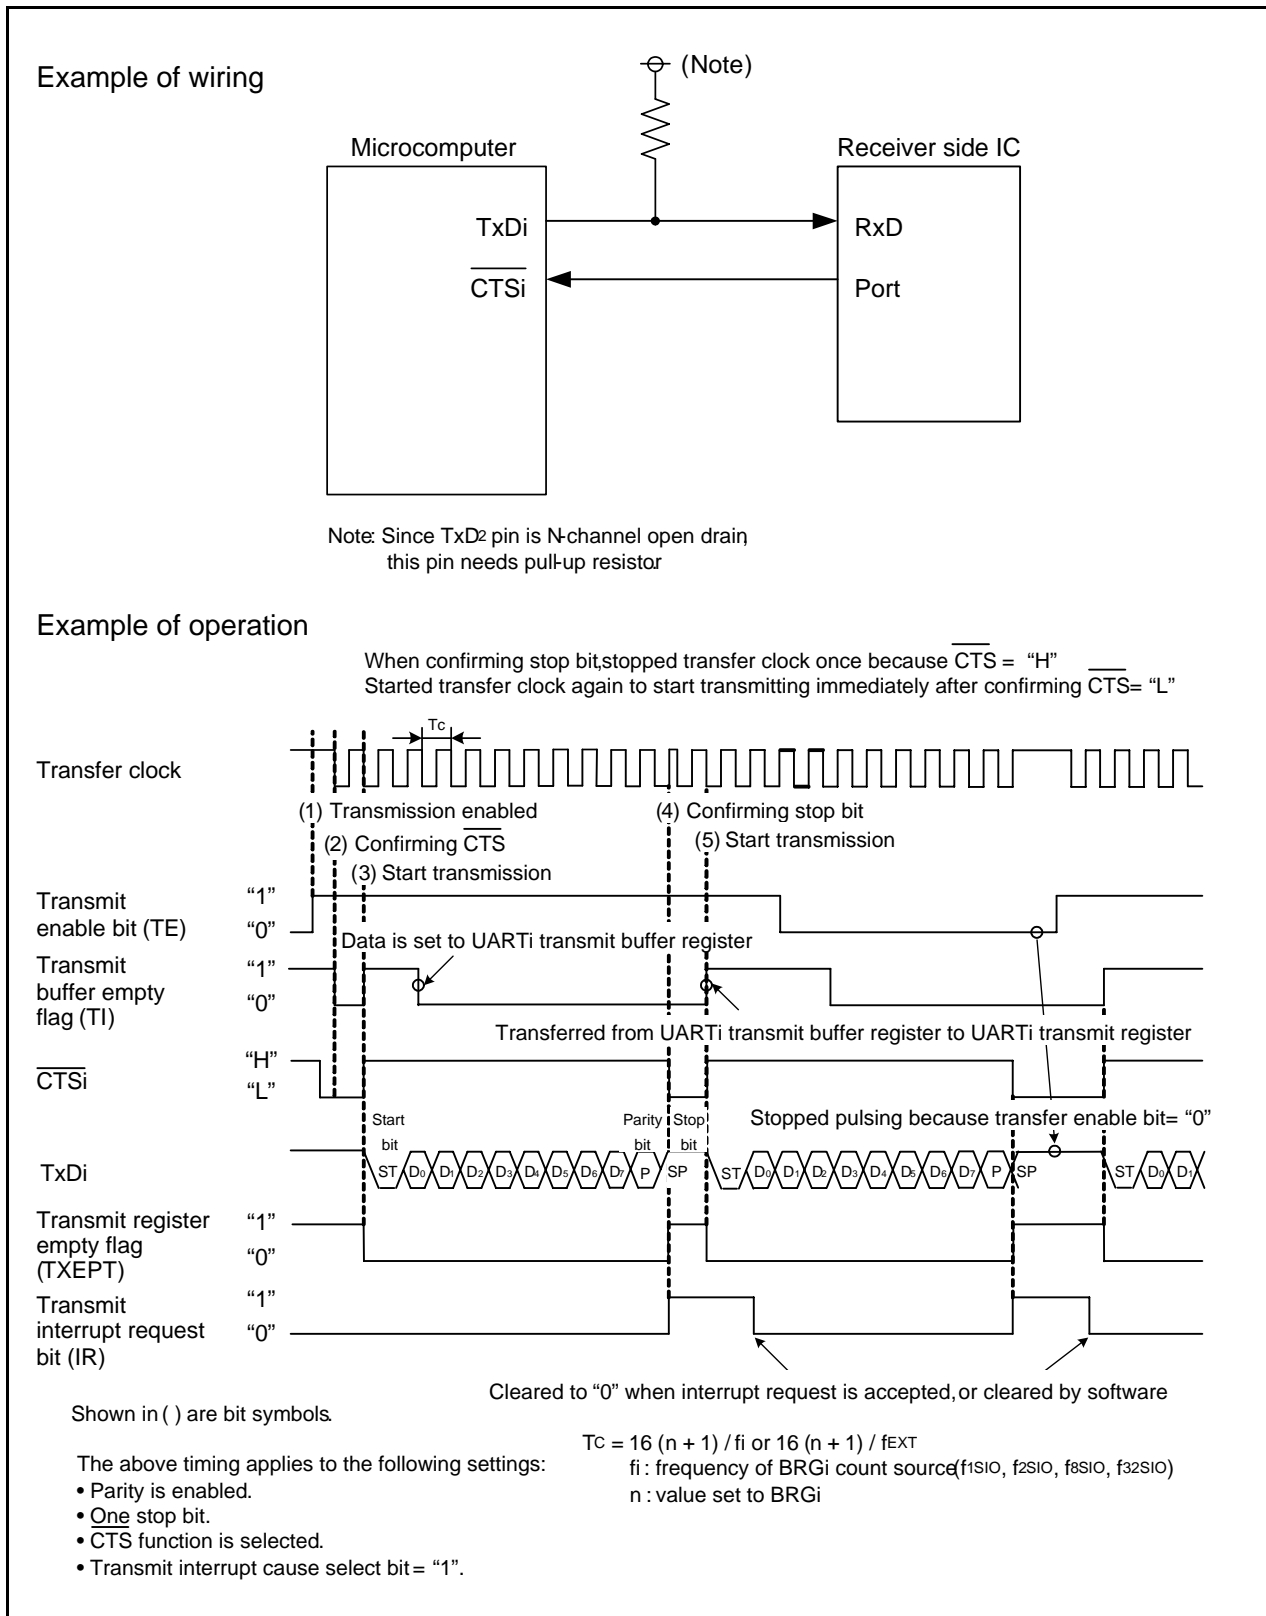 Example of wiring
(Note)
Microcomputer
Receiver side IC
TxDi
RxD
CTSi
Port
Note: Since TxD2 pin is N-channel open drain,
this pin needs pull-up resistor
Example of operation
When confirming stop bit,stopped transfer clock once because CTS = “H”
Started transfer clock again to start transmitting immediately after confirming CTS= “L”
Tc
Transfer clock
(1) Transmission enabled
(4) Confirming stop bit
(2) Confirming CTS
(5) Start transmission
(3) Start transmission
Transmit
enable bit (TE)
“1”
“0”
Data is set to UARTi transmit buffer register
Transmit
buffer empty
flag (TI)
“1”
“0”
Transferred from UARTi transmit buffer register to UARTi transmit register
CTSi
“H”
“L”
Stopped pulsing because transfer enable bit= “0”
Start
bit
Parity
bit
Stop
bit
TxDi
ST D0 D1 D2 D3 D4 D5 D6 D7 P SP ST D0 D1 D2 D3 D4 D5 D6 D7 P SP ST D0 D1
Transmit register
empty flag
(TXEPT)
“1”
“0”
Transmit
interrupt request
bit (IR)
“1”
“0”
Cleared to “0” when interrupt request is accepted, or cleared by software
Shown in ( ) are bit symbols.
The above timing applies to the following settings:
• Parity is enabled.
• One stop bit.
• CTS function is selected.
• Transmit interrupt cause select bit = “1”.
TC = 16 (n + 1) / fi or 16 (n + 1) / fEXT
fi : frequency of BRGi count source(f1SIO, f2SIO, f8SIO, f32SIO)
n : value set to BRGi